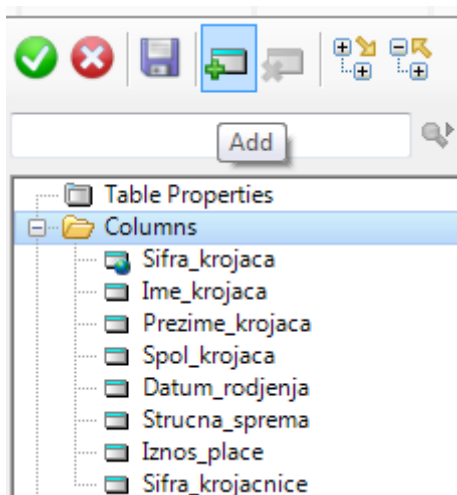 Add
Table Properties
Columns
Sifra_krojaca
Ime_krojaca
Prezime_krojaca
Spol_krojaca
Datum_rodjenja
Strucna_sprema
Iznos_place
Sifra_krojacnice